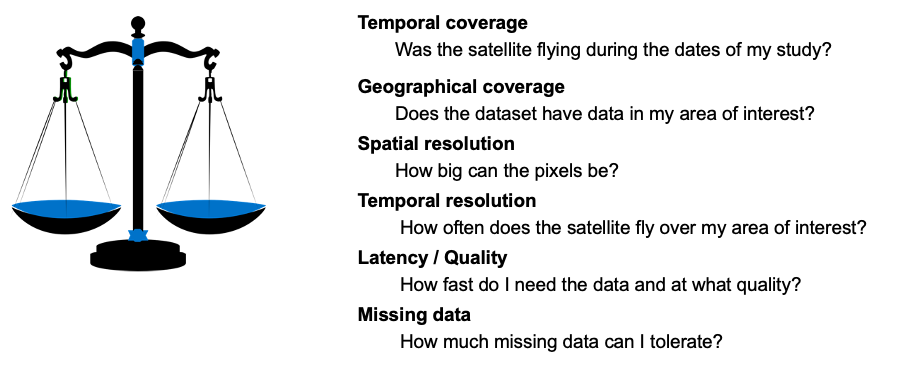 Temporal coverage
Was the satellite flying during the dates of my study?
Geographical coverage
Does the dataset have data in my area of interest?
Spatial resolution
How big can the pixels be?
Temporal resolution
How often does the satellite fly over my area of interest?
Latency / Quality
How fast do I need the data and at what quality?
Missing data
How much missing data can I tolerate?